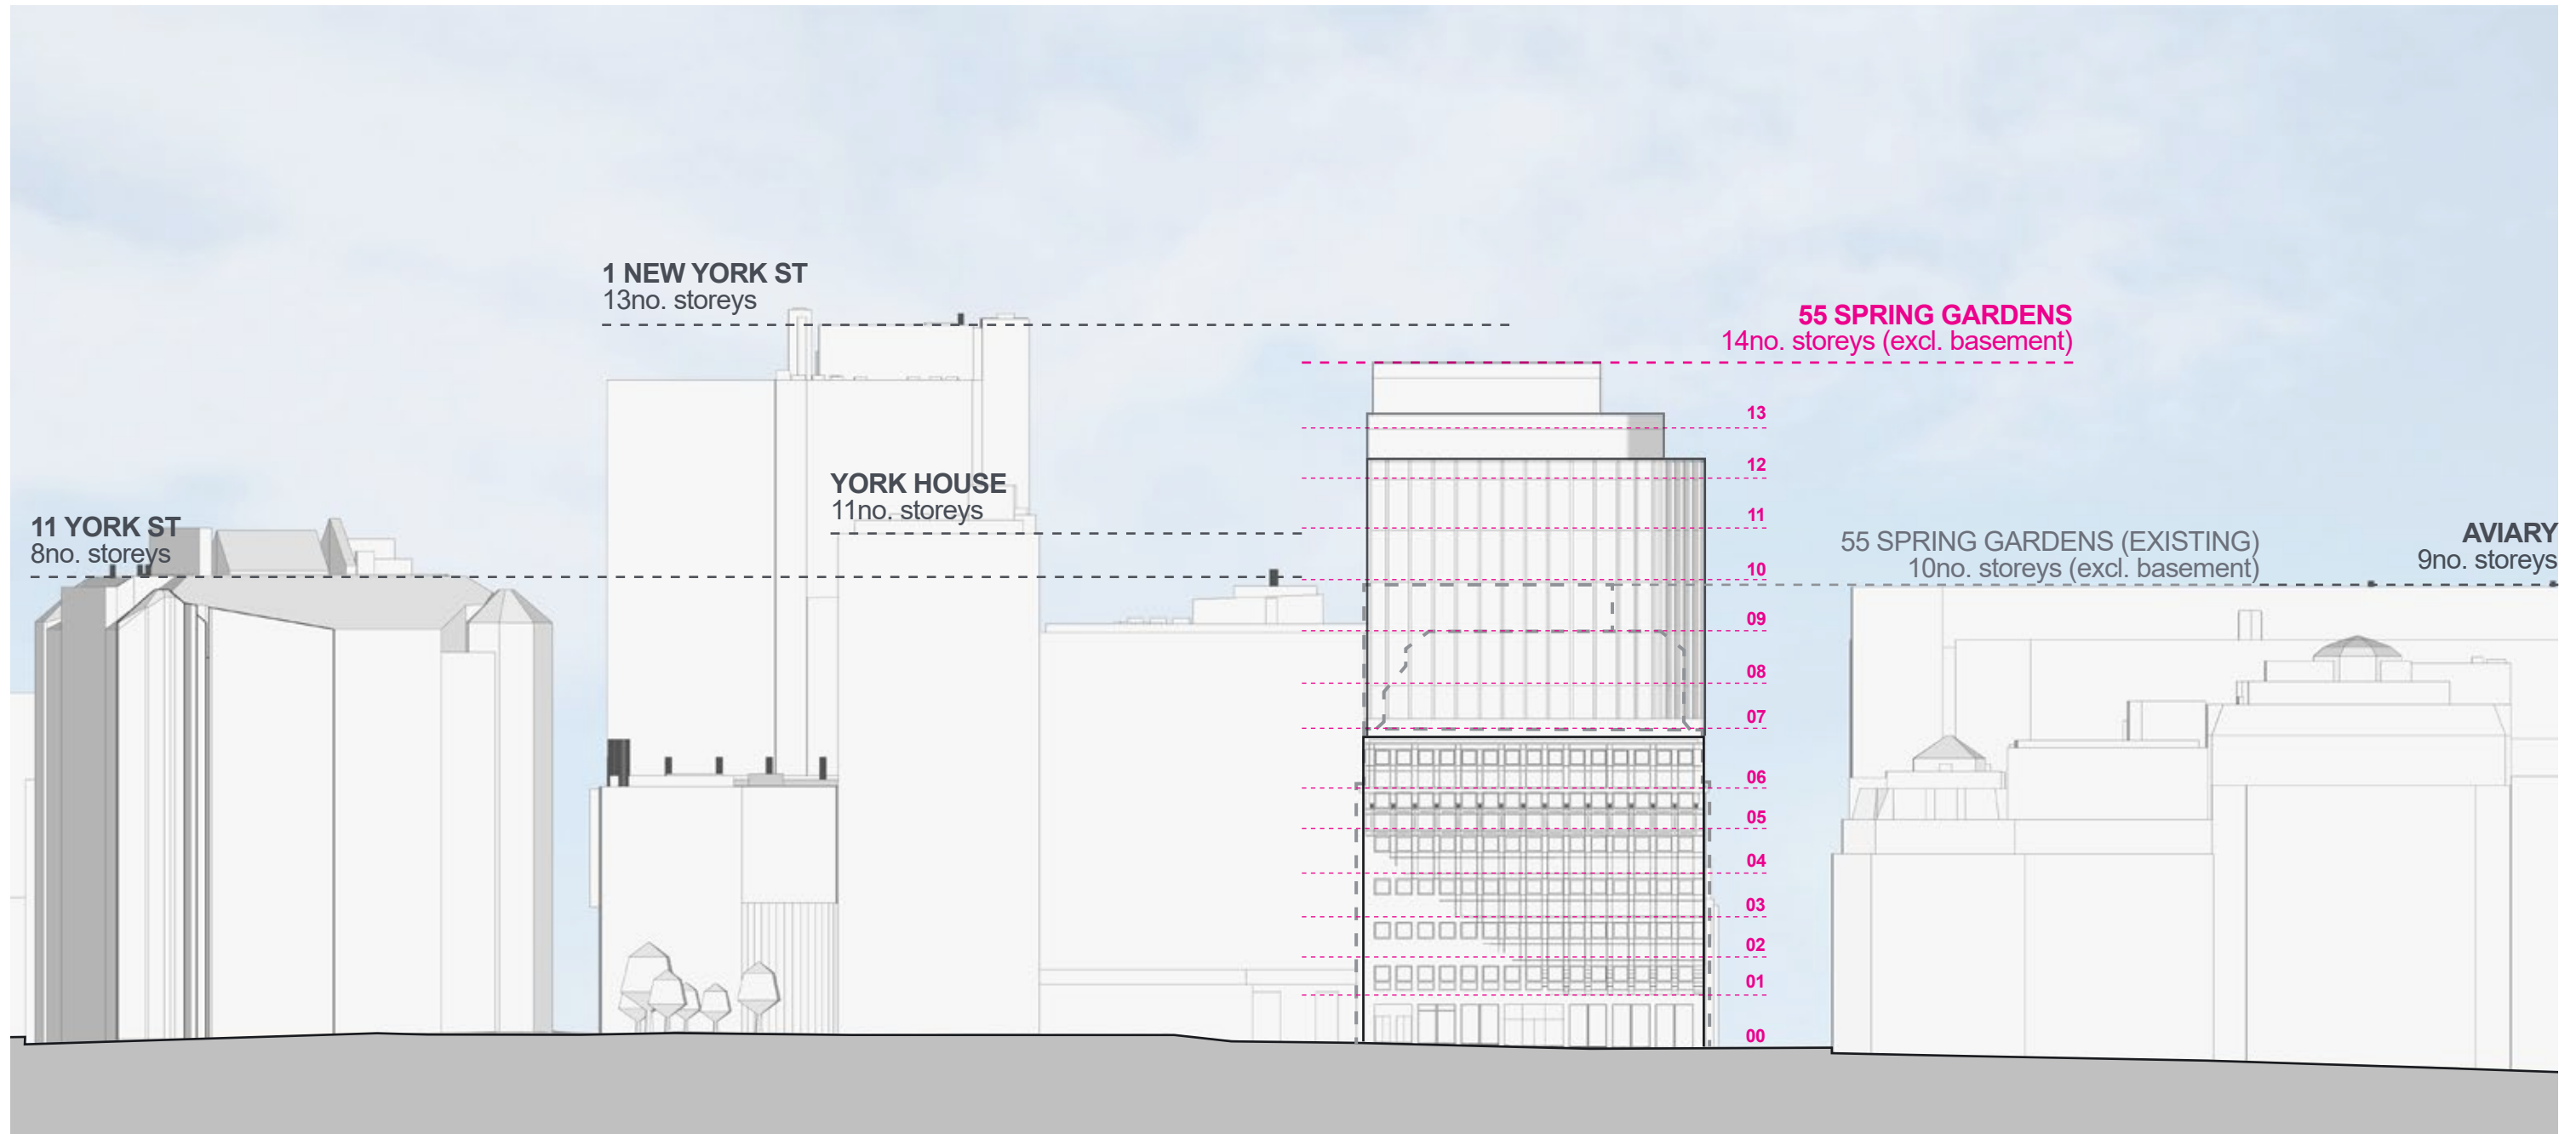 1 NEW YORK ST
13no. storeys
55 SPRING GARDENS
14no. storeys (excl. basement)
YORK HOUSE
11no. storeys
11 YORK ST
8no. storeys
55 SPRING GARDENS (EXISTING)
10no. storeys (excl. basement)
AVIARY
9no. storeys
13
12
11
10
09
08
07
06
05
04
03
02
01
00